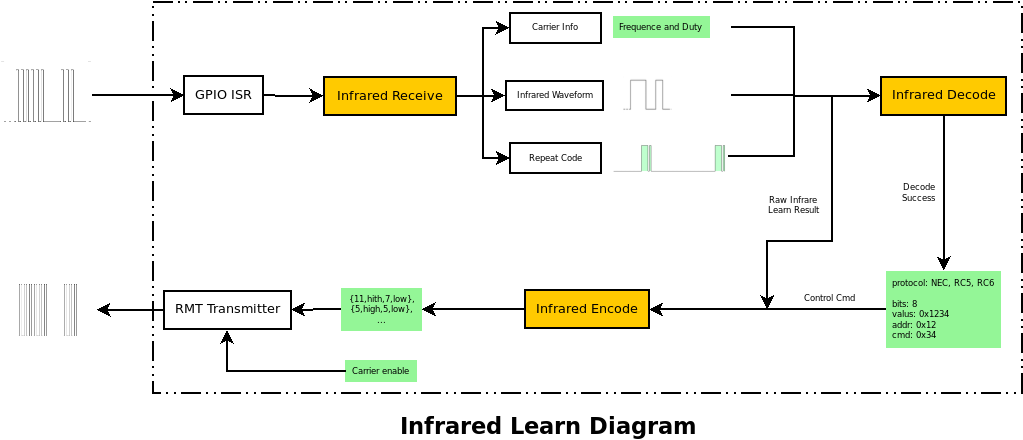 Carrier Info
Frequence and Duty
GPIO ISR
Infrared Receive
Infrared Waveform
Infrared Decode
Repeat Code
Raw Infrare
Learn Result
Decode
Success
protocol: NEC, RC5, RC6
bits: 8
valus: 0x1234
addr: 0x12
cmd: 0x34
Control Cmd
Infrared Encode
{11,hith,7,low},
{5,high,5,low},
...
RMT Transmitter
Carrier enable
Infrared Learn Diagram